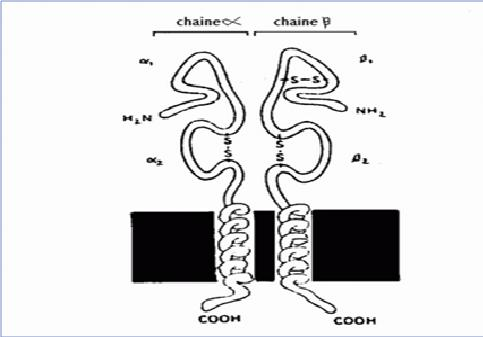 chaine α chaine β
α₁ β₁
S-S
H₂N NH₂
S S
S S
α₂ β₂
COOH COOH